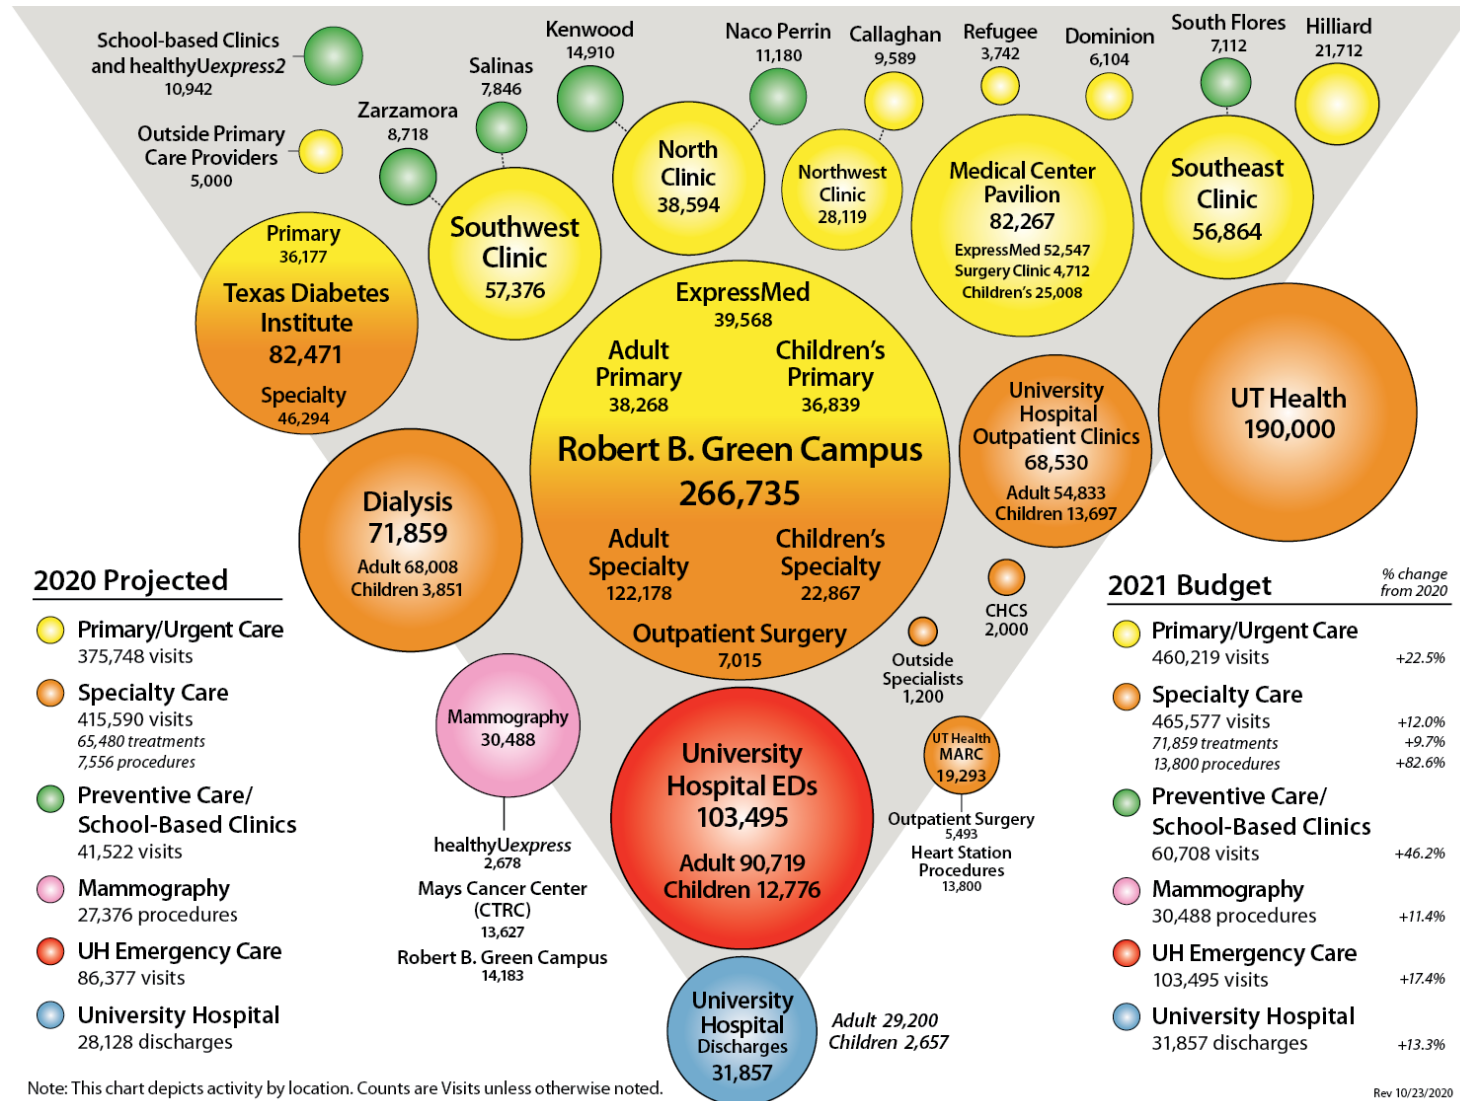 School-based Clinics
and healthyUexpress2
10,942
Outside Primary
Care Providers
5,000
Zarzamora
8,718
Salinas
7,846
Kenwood
14,910
Naco Perrin
11,180
Callaghan
9,589
Refugee
3,742
Dominion
6,104
South Flores
7,112
Hilliard
21,712
Primary
36,177
Texas Diabetes
Institute
82,471
Specialty
46,294
Southwest
Clinic
57,376
North
Clinic
38,594
Northwest
Clinic
28,119
Medical Center
Pavilion
82,267
ExpressMed 52,547
Surgery Clinic 4,712
Children's 25,008
Southeast
Clinic
56,864
ExpressMed
39,568
Adult
Primary
38,268
Children's
Primary
36,839
Robert B. Green Campus
266,735
Adult
Specialty
122,178
Children's
Specialty
22,867
Outpatient Surgery
7,015
University
Hospital
Outpatient Clinics
68,530
Adult 54,833
Children 13,697
UT Health
190,000
Dialysis
71,859
Adult 68,008
Children 3,851
CHCS
2,000
Outside
Specialists
1,200
Mammography
30,488
healthyUexpress
2,678
Mays Cancer Center
(CTRC)
13,627
Robert B. Green Campus
14,183
University
Hospital EDs
103,495
Adult 90,719
Children 12,776
UT Health
MARC
19,293
Outpatient Surgery
5,493
Heart Station
Procedures
13,800
University
Hospital
Discharges
31,857
Adult 29,200
Children 2,657
2020 Projected
Primary/Urgent Care
375,748 visits
Specialty Care
415,590 visits
65,480 treatments
7,556 procedures
Preventive Care/
School-Based Clinics
41,522 visits
Mammography
27,376 procedures
UH Emergency Care
86,377 visits
University Hospital
28,128 discharges
2021 Budget
% change
from 2020
Primary/Urgent Care
460,219 visits +22.5%
Specialty Care
465,577 visits +12.0%
71,859 treatments +9.7%
13,800 procedures +82.6%
Preventive Care/
School-Based Clinics
60,708 visits +46.2%
Mammography
30,488 procedures +11.4%
UH Emergency Care
103,495 visits +17.4%
University Hospital
31,857 discharges +13.3%
Note: This chart depicts activity by location. Counts are Visits unless otherwise noted.
Rev 10/23/2020